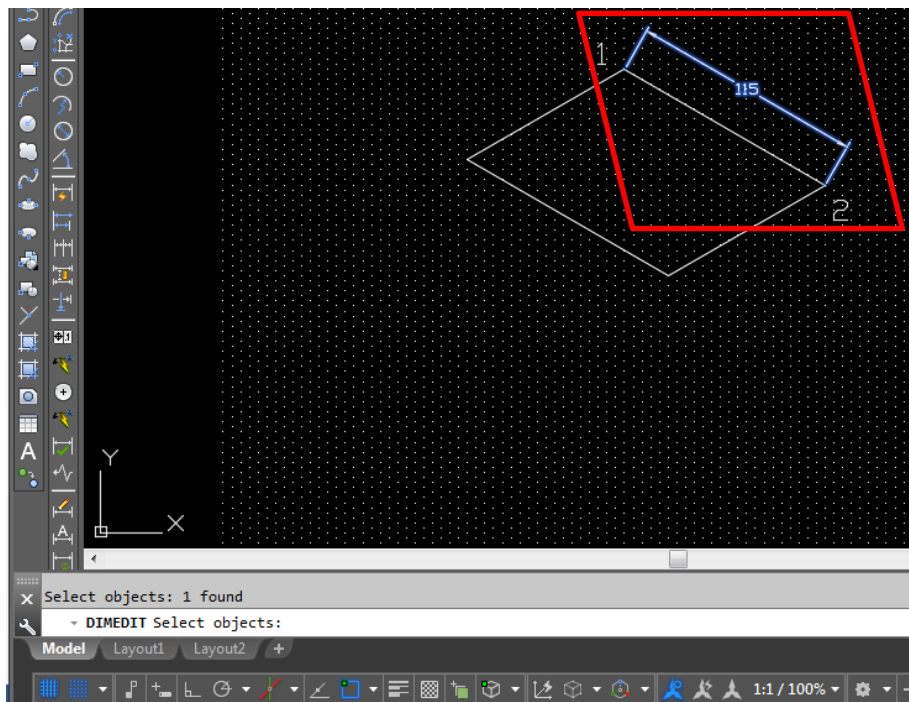 1
115
2
A
Y
X
A
Select objects: 1 found
DIMEDIT Select objects:
Model Layout1 Layout2 +
1:1 / 100%